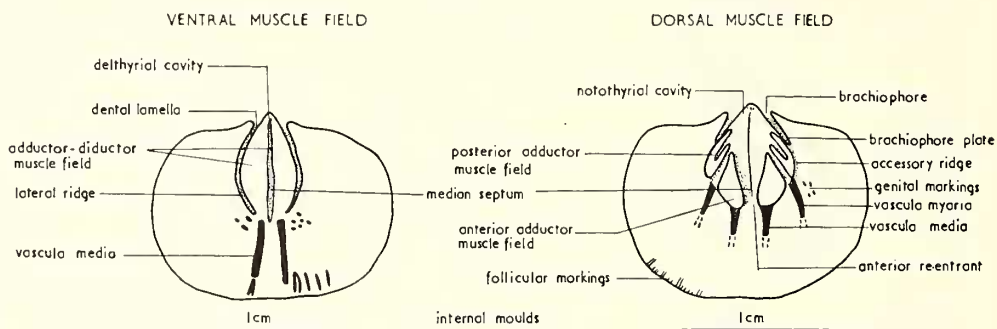 VENTRAL MUSCLE FIELD
delthyrial cavity
dental lamella
adductor-diductor
muscle field
lateral ridge
vascula media
median septum
DORSAL MUSCLE FIELD
notothyrial cavity
posterior adductor
muscle field
anterior adductor
muscle field
follicular markings
brachiophore
brachiophore plate
accessory ridge
genital markings
vascula myaria
vascula media
anterior re-entrant
1cm
internal moulds
1cm